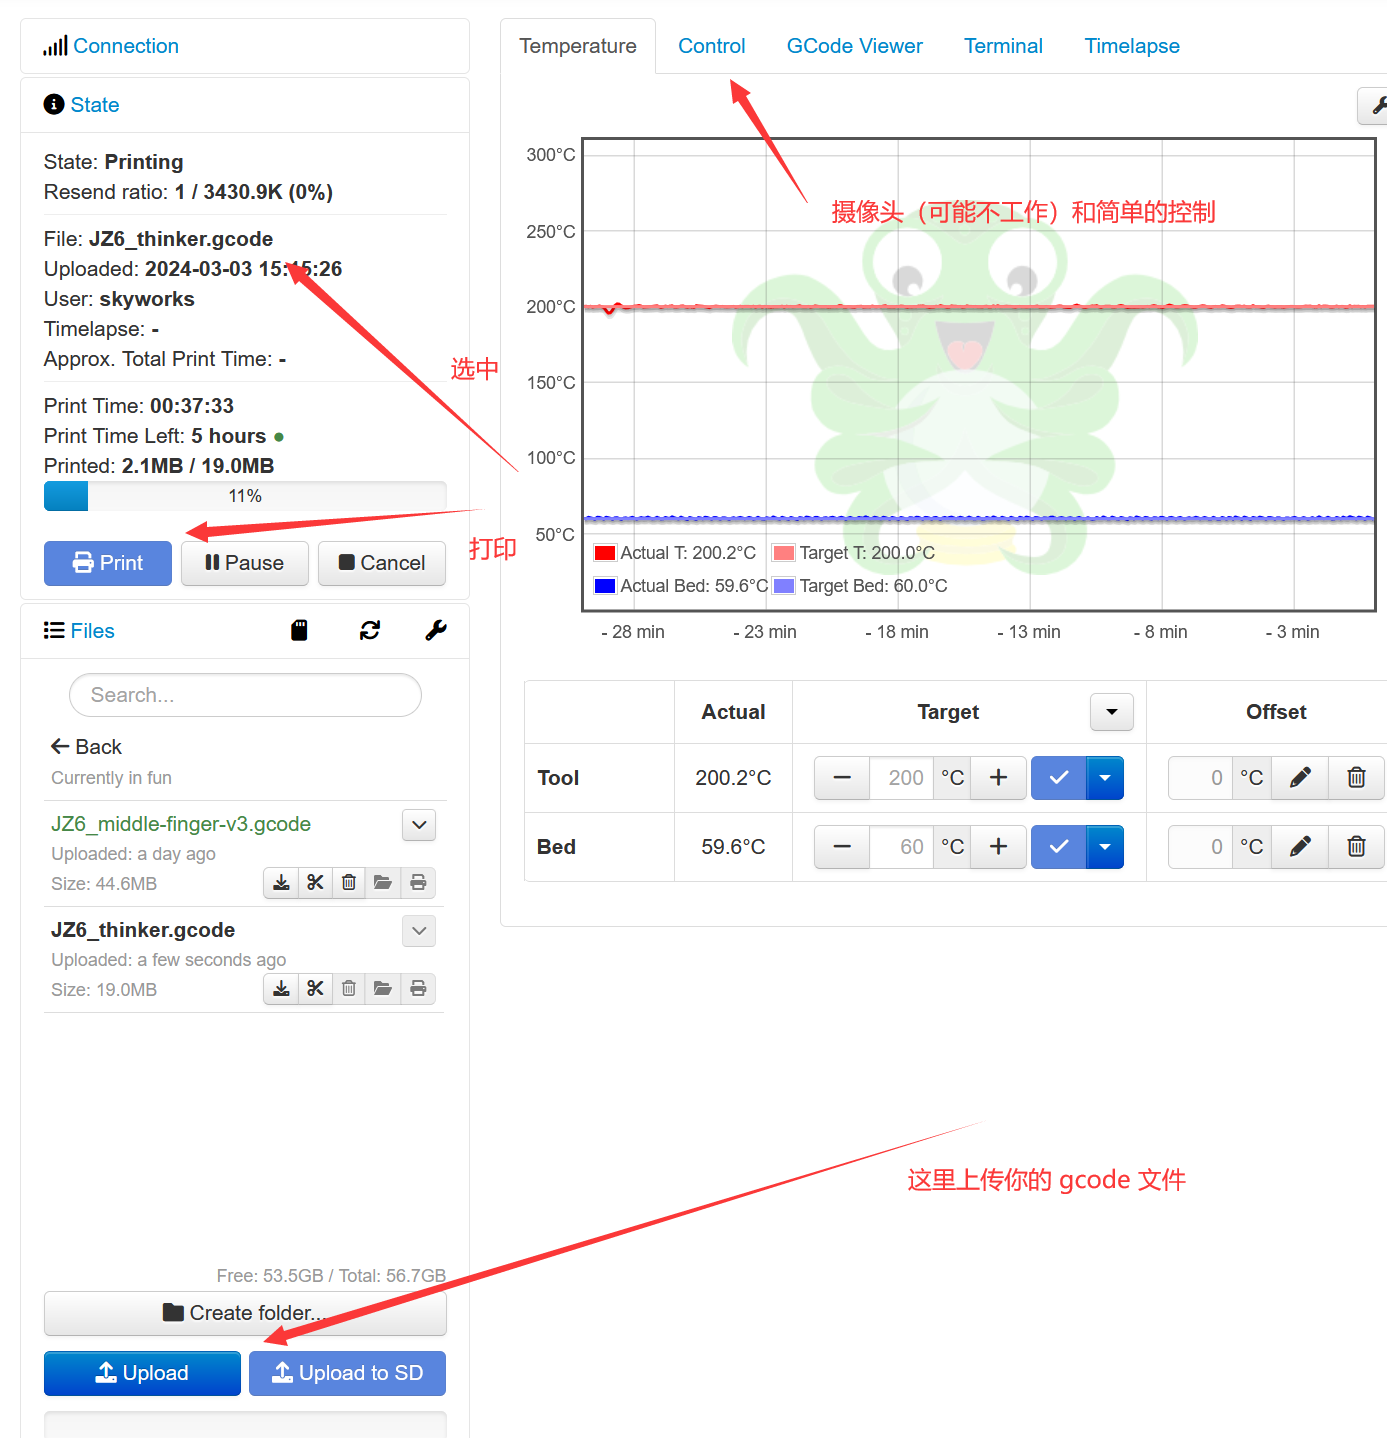 Connection
State
State: Printing
Resend ratio: 1 / 3430.9K (0%)
File: JZ6_thinker.gcode
Uploaded: 2024-03-03 15:15:26
User: skyworks
Timelapse: -
Approx. Total Print Time: -
Print Time: 00:37:33
Print Time Left: 5 hours
Printed: 2.1MB / 19.0MB
11%
Print
Pause
Cancel
选中
打印
Files
Search...
Back
Currently in fun
JZ6_middle-finger-v3.gcode
Uploaded: a day ago
Size: 44.6MB
JZ6_thinker.gcode
Uploaded: a few seconds ago
Size: 19.0MB
Free: 53.5GB / Total: 56.7GB
Create folder...
Upload
Upload to SD
Temperature
Control
GCode Viewer
Terminal
Timelapse
摄像头（可能不工作）和简单的控制
300°C
250°C
200°C
150°C
100°C
50°C
Actual T: 200.2°C
Target T: 200.0°C
Actual Bed: 59.6°C
Target Bed: 60.0°C
- 28 min
- 23 min
- 18 min
- 13 min
- 8 min
- 3 min
Actual
Target
Offset
Tool
200.2°C
200 °C
0 °C
Bed
59.6°C
60 °C
0 °C
这里上传你的 gcode 文件